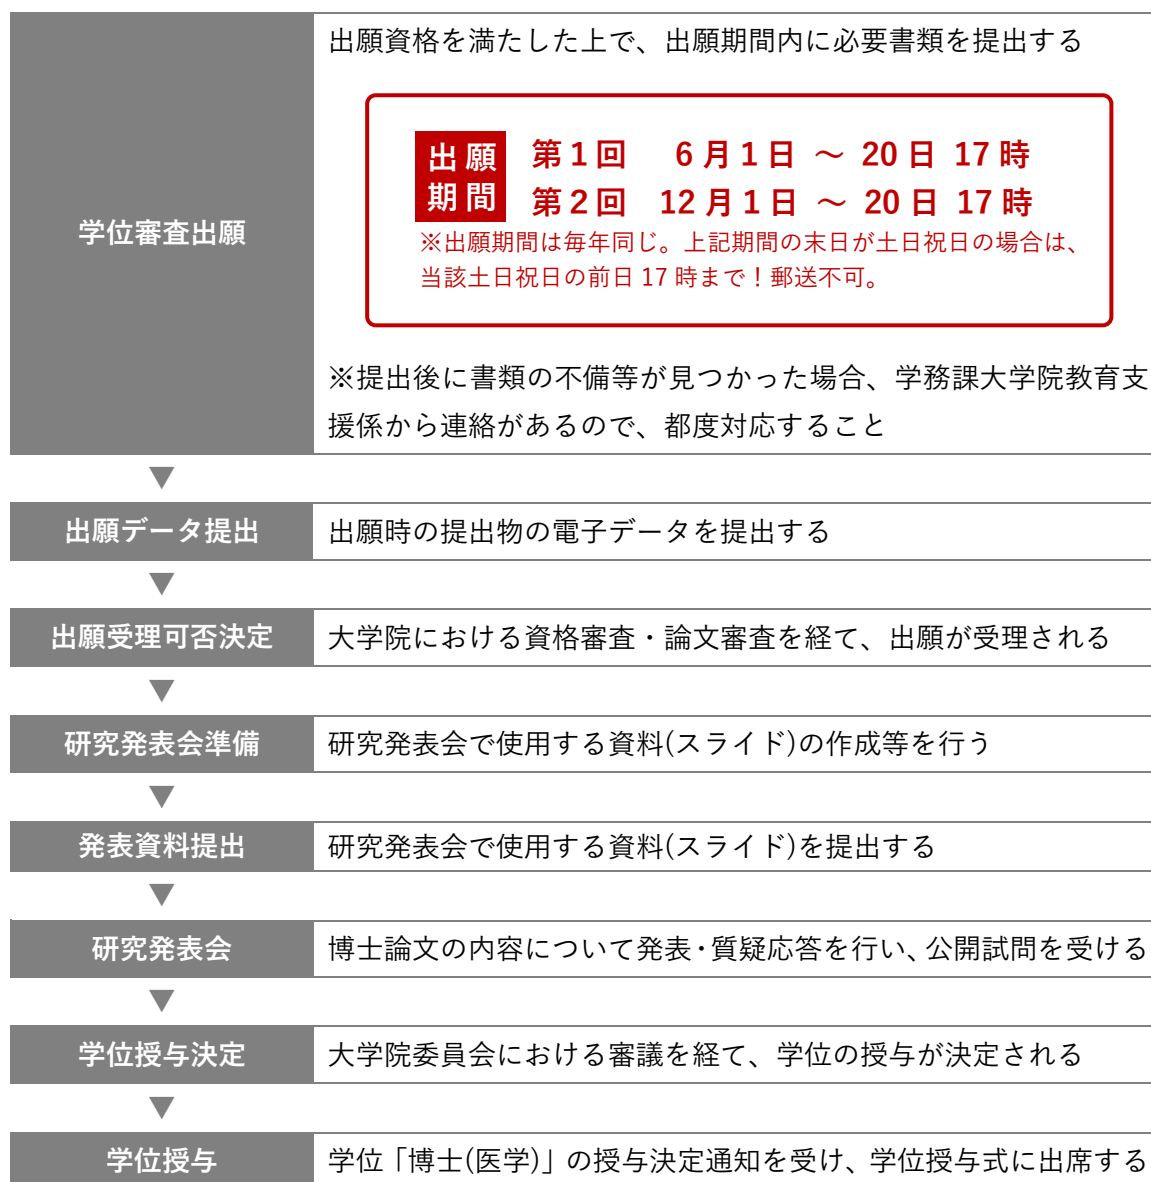 出願資格を満たした上で、出願期間内に必要書類を提出する
出願
期間
第1回 6月1日 ～ 20日 17時
第2回 12月1日 ～ 20日 17時
※出願期間は毎年同じ。上記期間の末日が土日祝日の場合は、
当該土日祝日の前日 17 時まで！郵送不可。
学位審査出願
※提出後に書類の不備等が見つかった場合、学務課大学院教育支
援係から連絡があるので、都度対応すること
▼
出願データ提出 出願時の提出物の電子データを提出する
▼
出願受理可否決定 大学院における資格審査・論文審査を経て、出願が受理される
▼
研究発表会準備 研究発表会で使用する資料(スライド)の作成等を行う
▼
発表資料提出 研究発表会で使用する資料(スライド)を提出する
▼
研究発表会 博士論文の内容について発表・質疑応答を行い、公開試問を受ける
▼
学位授与決定 大学院委員会における審議を経て、学位の授与が決定される
▼
学位授与 学位「博士(医学)」の授与決定通知を受け、学位授与式に出席する